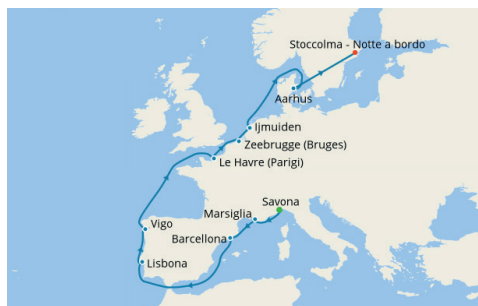 Stoccolma - Notte a bordo
Aarhus
Ijmuiden
Zeebrugge (Bruges)
Le Havre (Parigi)
Savona
Marsiglia
Vigo
Barcellona
Lisbona